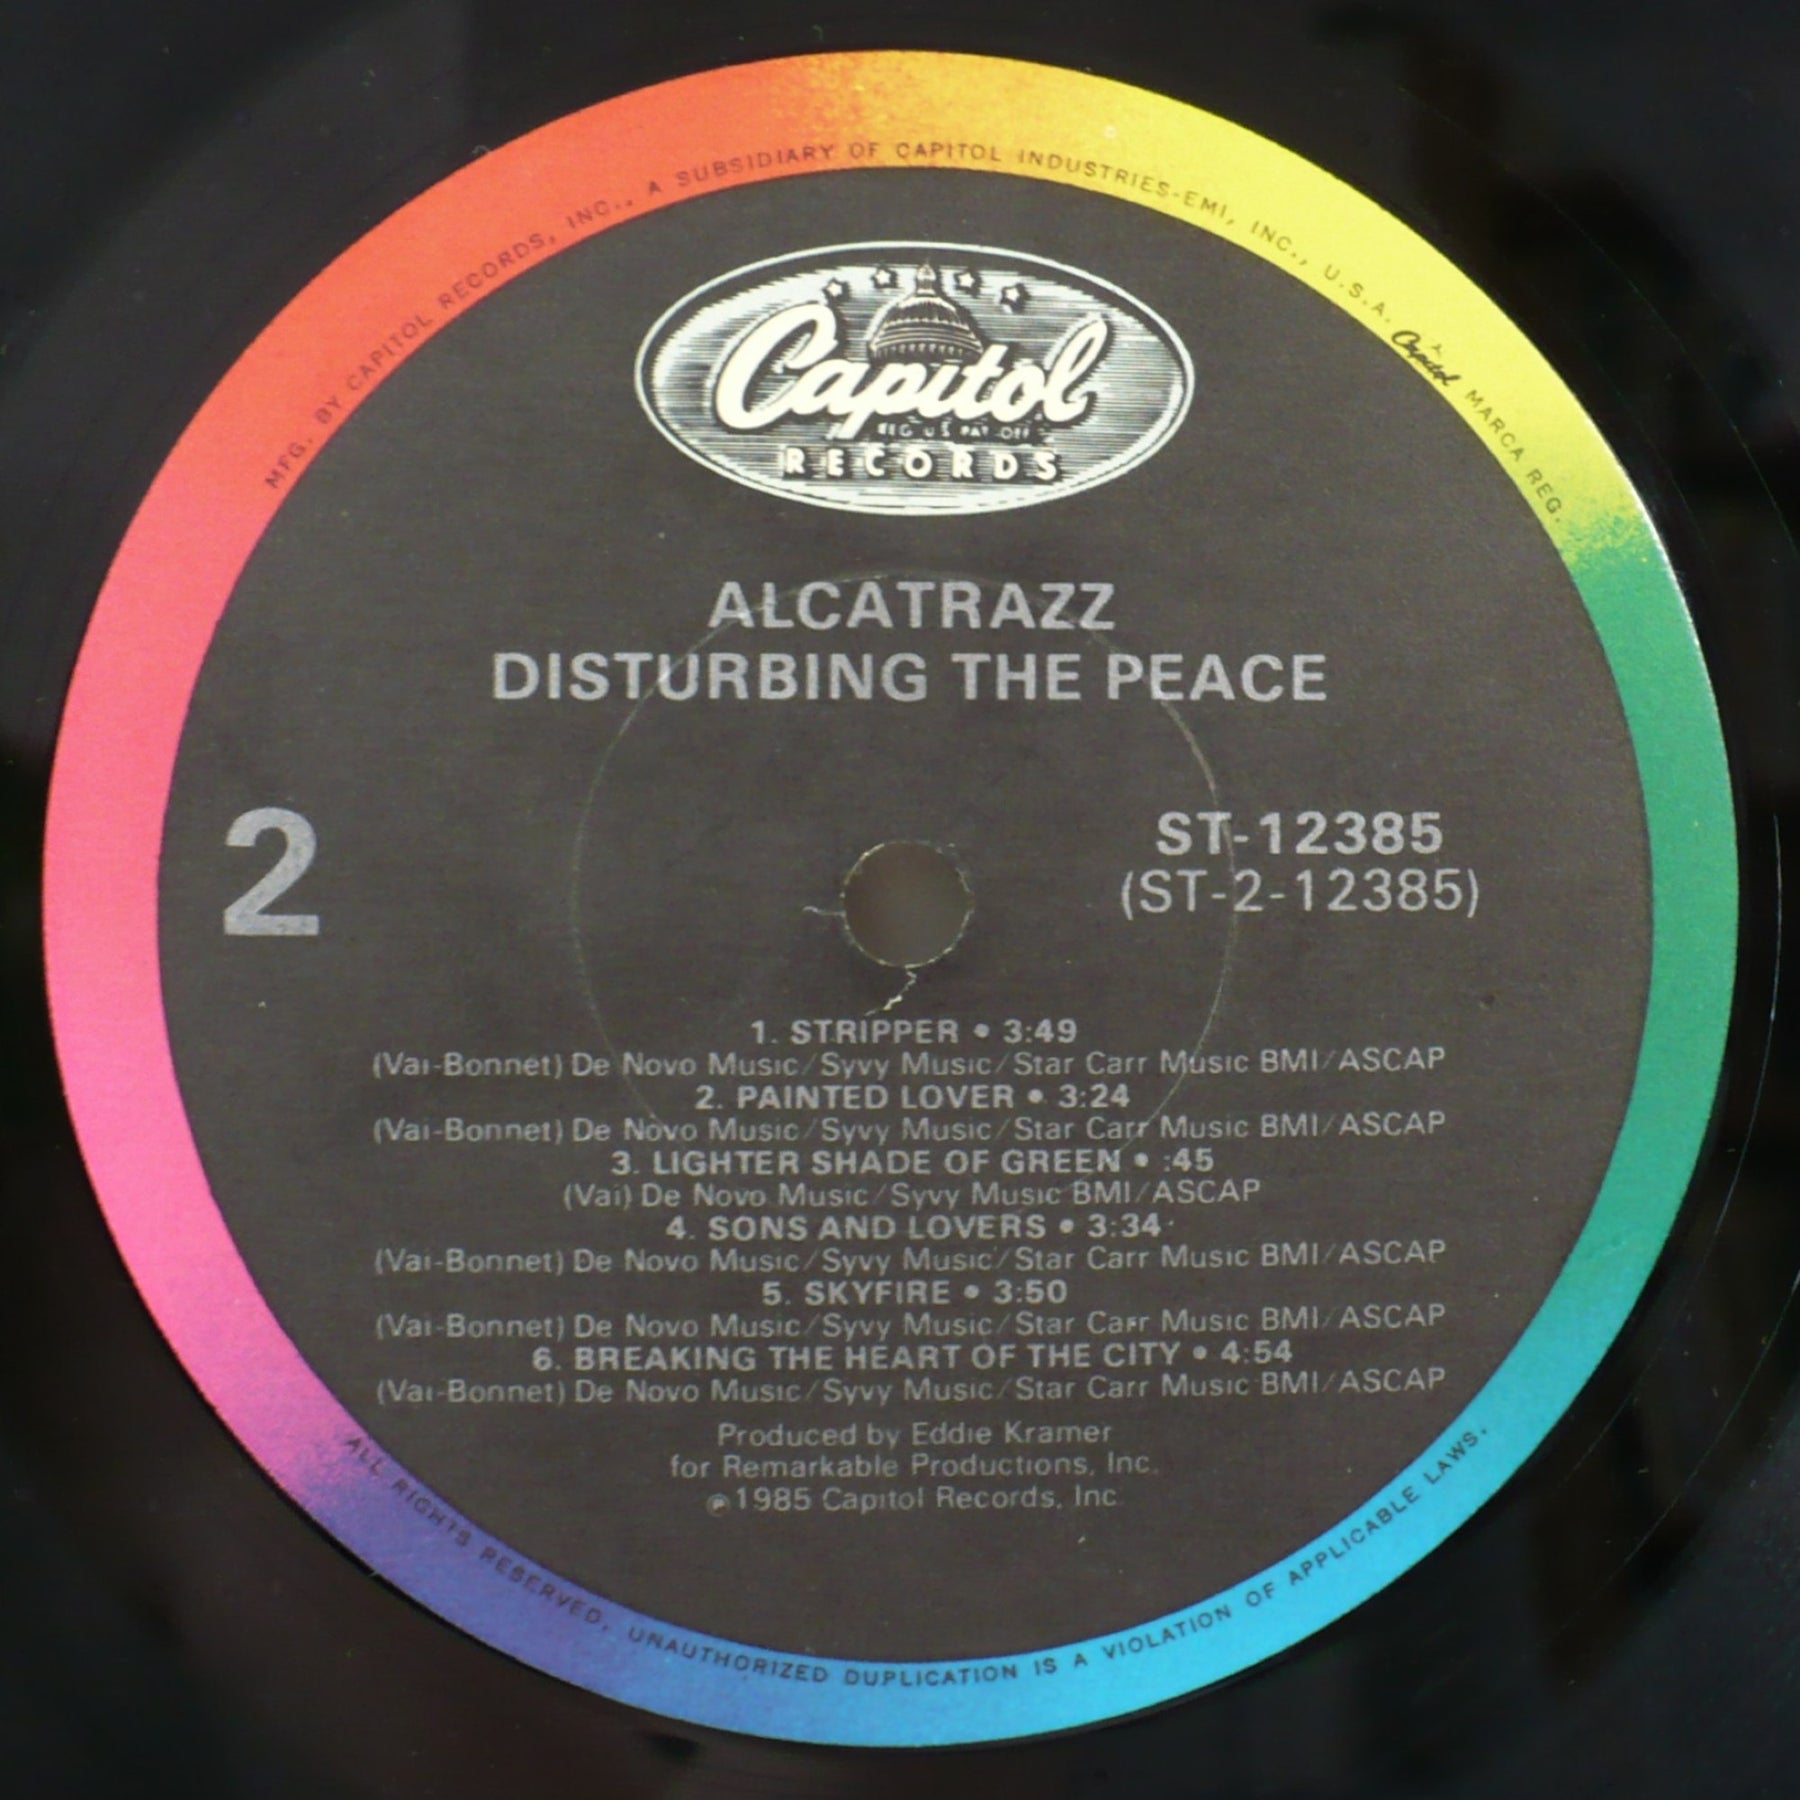 MFG. BY CAPITOL RECORDS, INC., A SUBSIDIARY OF CAPITOL INDUSTRIES-EMI, INC., U.S.A. Capitol MARCA REG.
Capitol
REG. U.S. PAT. OFF.
RECORDS
ALCATRAZZ
DISTURBING THE PEACE
2
ST-12385
(ST-2-12385)
1. STRIPPER • 3:49
(Vai-Bonnet) De Novo Music/Syvy Music/Star Carr Music BMI/ASCAP
2. PAINTED LOVER • 3:24
(Vai-Bonnet) De Novo Music/Syvy Music/Star Carr Music BMI/ASCAP
3. LIGHTER SHADE OF GREEN • :45
(Vai) De Novo Music/Syvy Music BMI/ASCAP
4. SONS AND LOVERS • 3:34
(Vai-Bonnet) De Novo Music/Syvy Music/Star Carr Music BMI/ASCAP
5. SKYFIRE • 3:50
(Vai-Bonnet) De Novo Music/Syvy Music/Star Carr Music BMI/ASCAP
6. BREAKING THE HEART OF THE CITY • 4:54
(Vai-Bonnet) De Novo Music/Syvy Music/Star Carr Music BMI/ASCAP
Produced by Eddie Kramer
for Remarkable Productions, Inc.
℗1985 Capitol Records, Inc.
ALL RIGHTS RESERVED, UNAUTHORIZED DUPLICATION IS A VIOLATION OF APPLICABLE LAWS.